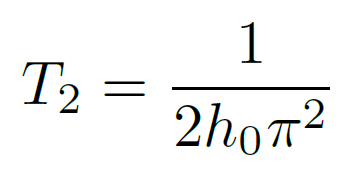 T_2 = \frac{1}{2h_0\pi^2}